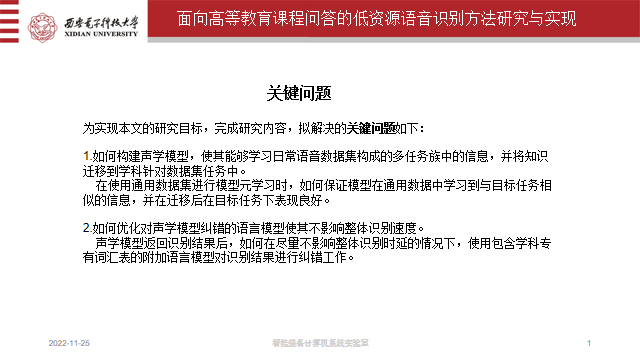 西安电子科技大学
XIDIAN UNIVERSITY
面向高等教育课程问答的低资源语音识别方法研究与实现
关键问题
为实现本文的研究目标，完成研究内容，拟解决的关键问题如下：
1.如何构建声学模型，使其能够学习日常语音数据集构成的多任务族中的信息，并将知识
迁移到学科针对数据集任务中。
在使用通用数据集进行模型元学习时，如何保证模型在通用数据中学习到与目标任务相
似的信息，并在迁移后在目标任务下表现良好。
2.如何优化对声学模型纠错的语言模型使其不影响整体识别速度。
声学模型返回识别结果后，如何在尽量不影响整体识别时延的情况下，使用包含学科专
有词汇表的附加语言模型对识别结果进行纠错工作。
2022-11-25
智能装备计算机系统实验室
1